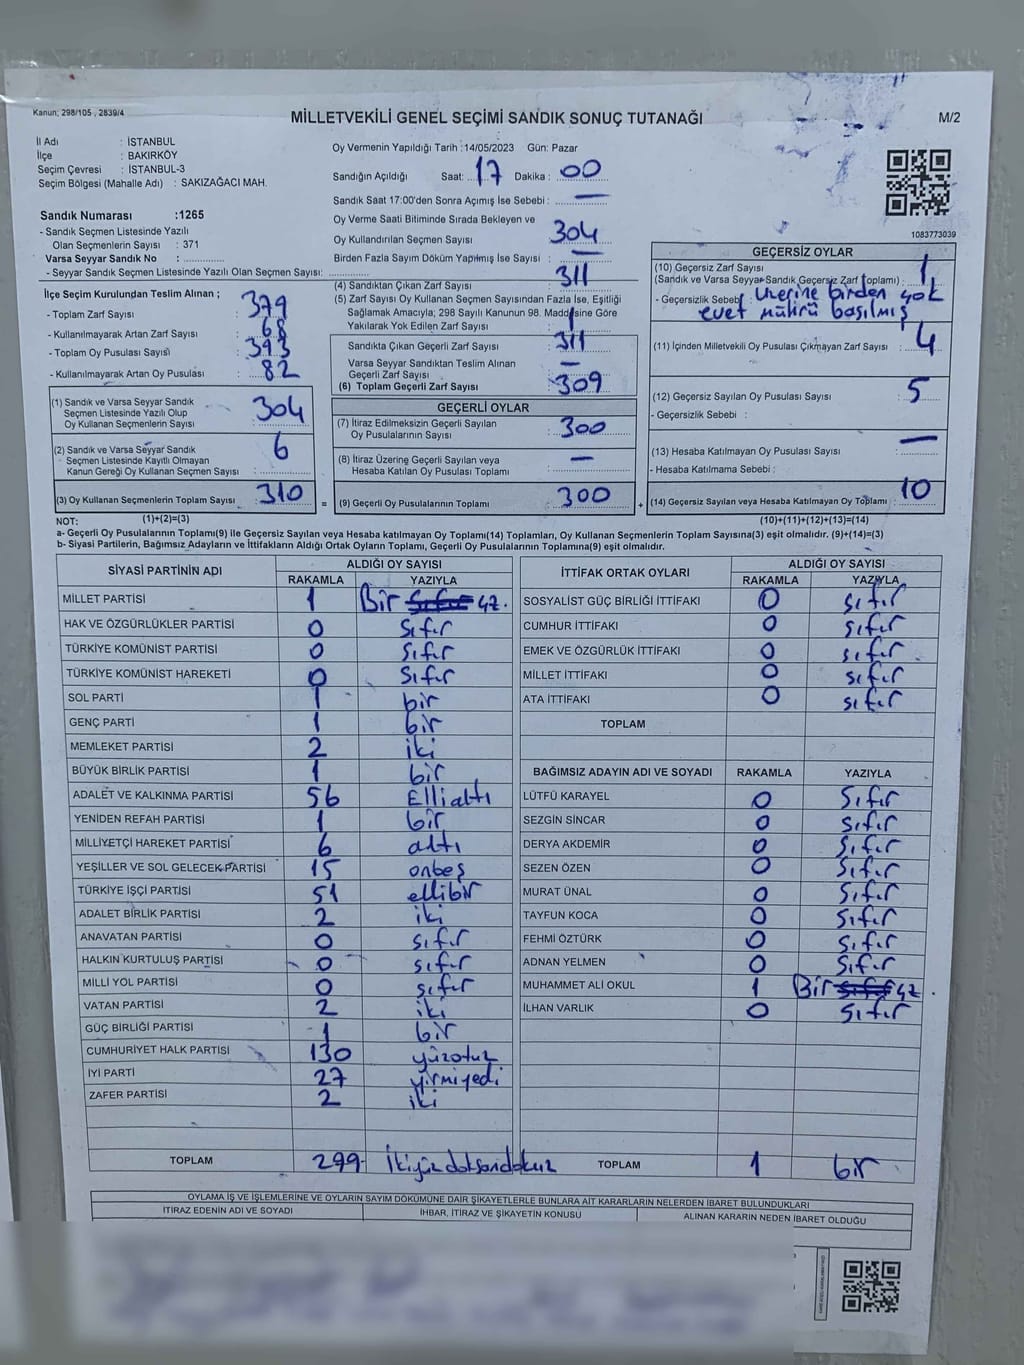 Kanun; 298/105 , 2839/4
MİLLETVEKİLİ GENEL SEÇİMİ SANDIK SONUÇ TUTANAĞI
M/2
İl Adı : İSTANBUL
İlçe : BAKIRKÖY
Seçim Çevresi : İSTANBUL-3
Seçim Bölgesi (Mahalle Adı) : SAKIZAĞACI MAH.
Sandık Numarası :1265
- Sandık Seçmen Listesinde Yazılı
Olan Seçmenlerin Sayısı : 371
Varsa Seyyar Sandık No :
- Seyyar Sandık Seçmen Listesinde Yazılı Olan Seçmen Sayısı:
Oy Vermenin Yapıldığı Tarih :14/05/2023 Gün: Pazar
Sandığın Açıldığı Saat: 17 Dakika : 00
Sandık Saat 17:00'den Sonra Açımış İse Sebebi : —
Oy Verme Saati Bitiminde Sırada Bekleyen ve
Oy Kullandırılan Seçmen Sayısı 304
Birden Fazla Sayım Döküm Yapılmış İse Sayısı : —
1083773039
İlçe Seçim Kurulundan Teslim Alınan ;
- Toplam Zarf Sayısı : 379
- Kullanılmayarak Artan Zarf Sayısı : 68
- Toplam Oy Pusulası Sayısı : 393
- Kullanılmayarak Artan Oy Pusulası : 82
(4) Sandıktan Çıkan Zarf Sayısı 311
(5) Zarf Sayısı Oy Kullanan Seçmen Sayısından Fazla İse, Eşitliği
Sağlamak Amacıyla; 298 Sayılı Kanunun 98. Maddesine Göre
Yakılarak Yok Edilen Zarf Sayısı : 1
Sandıkta Çıkan Geçerli Zarf Sayısı 311
Varsa Seyyar Sandıktan Teslim Alınan
Geçerli Zarf Sayısı —
(6) Toplam Geçerli Zarf Sayısı 309
GEÇERSİZ OYLAR
(10) Geçersiz Zarf Sayısı
(Sandık ve Varsa Seyyar Sandık Geçersiz Zarf Toplamı) : 1
- Geçersizlik Sebebi Üzerine birden çok
evet mührü basılmış
(11) İçinden Milletvekili Oy Pusulası Çıkmayan Zarf Sayısı : 4
(12) Geçersiz Sayılan Oy Pusulası Sayısı 5
- Geçersizlik Sebebi :
(13) Hesaba Katılmayan Oy Pusulası Sayısı —
- Hesaba Katılmama Sebebi :
(14) Geçersiz Sayılan veya Hesaba Katılmayan Oy Toplamı : 10
(10)+(11)+(12)+(13)=(14)
(1) Sandık ve Varsa Seyyar Sandık
Seçmen Listesinde Yazılı Olup
Oy Kullanan Seçmenlerin Sayısı 304
(2) Sandık ve Varsa Seyyar Sandık
Seçmen Listesinde Kayıtlı Olmayan
Kanun Gereği Oy Kullanan Seçmen Sayısı 6
(3) Oy Kullanan Seçmenlerin Toplam Sayısı 310 =
GEÇERLİ OYLAR
(7) İtiraz Edilmeksizin Geçerli Sayılan
Oy Pusulalarının Sayısı 300
(8) İtiraz Üzerine Geçerli Sayılan veya
Hesaba Katılan Oy Pusulası Toplamı —
(9) Geçerli Oy Pusulalarının Toplamı 300 +
NOT: (1)+(2)=(3)
a- Geçerli Oy Pusulalarının Toplamı(9) ile Geçersiz Sayılan veya Hesaba katılmayan Oy Toplamı(14) Toplamları, Oy Kullanan Seçmenlerin Toplam Sayısına(3) eşit olmalıdır. (9)+(14)=(3)
b- Siyasi Partilerin, Bağımsız Adayların ve İttifakların Aldığı Ortak Oyların Toplamı, Geçerli Oy Pusulalarının Toplamına(9) eşit olmalıdır.
SİYASİ PARTİNİN ADI ALDIĞI OY SAYISI
RAKAMLA YAZIYLA
MİLLET PARTİSİ 1 Bir sıfır
HAK VE ÖZGÜRLÜKLER PARTİSİ 0 sıfır
TÜRKİYE KOMÜNİST PARTİSİ 0 sıfır
TÜRKİYE KOMÜNİST HAREKETİ 0 sıfır
SOL PARTİ 1 bir
GENÇ PARTİ 1 bir
MEMLEKET PARTİSİ 2 iki
BÜYÜK BİRLİK PARTİSİ 1 bir
ADALET VE KALKINMA PARTİSİ 56 Ellialtı
YENİDEN REFAH PARTİSİ 1 bir
MİLLİYETÇİ HAREKET PARTİSİ 6 altı
YEŞİLLER VE SOL GELECEK PARTİSİ 15 onbeş
TÜRKİYE İŞÇİ PARTİSİ 51 ellibir
ADALET BİRLİK PARTİSİ 2 iki
ANAVATAN PARTİSİ 0 sıfır
HALKIN KURTULUŞ PARTİSİ 0 sıfır
MİLLİ YOL PARTİSİ 0 sıfır
VATAN PARTİSİ 2 iki
GÜÇ BİRLİĞİ PARTİSİ 1 bir
CUMHURİYET HALK PARTİSİ 130 yüzotuz
İYİ PARTİ 27 yirmiyedi
ZAFER PARTİSİ 2 iki
TOPLAM 299 ikiyüzdoksandokuz
İTTİFAK ORTAK OYLARI ALDIĞI OY SAYISI
RAKAMLA YAZIYLA
SOSYALİST GÜÇ BİRLİĞİ İTTİFAKI 0 sıfır
CUMHUR İTTİFAKI 0 sıfır
EMEK VE ÖZGÜRLÜK İTTİFAKI 0 sıfır
MİLLET İTTİFAKI 0 sıfır
ATA İTTİFAKI 0 sıfır
TOPLAM
BAĞIMSIZ ADAYIN ADI VE SOYADI RAKAMLA YAZIYLA
LÜTFÜ KARAYEL 0 sıfır
SEZGİN SİNCAR 0 sıfır
DERYA AKDEMİR 0 sıfır
SEZEN ÖZEN 0 sıfır
MURAT ÜNAL 0 sıfır
TAYFUN KOCA 0 sıfır
FEHMİ ÖZTÜRK 0 sıfır
ADNAN YELMEN 0 sıfır
MUHAMMET ALİ OKUL 1 Bir sıfır
İLHAN VARLIK 0 sıfır
TOPLAM 1 bir
OYLAMA İŞ VE İŞLEMLERİNE VE OYLARIN SAYIM DÖKÜMÜNE DAİR ŞİKAYETLERLE BUNLARA AİT KARARLARIN NELERDEN İBARET BULUNDUKLARI
İTİRAZ EDENİN ADI VE SOYADI İHBAR, İTİRAZ VE ŞİKAYETİN KONUSU ALINAN KARARIN NEDEN İBARET OLDUĞU